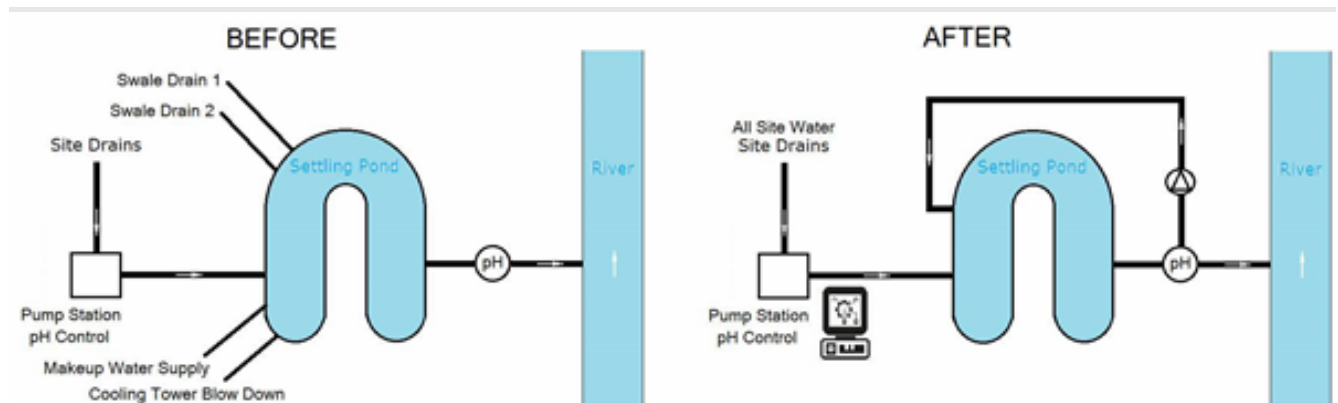 BEFORE
Swale Drain 1
Swale Drain 2
Site Drains
Settling Pond
River
pH
Pump Station
pH Control
Makeup Water Supply
Cooling Tower Blow Down
AFTER
All Site Water
Site Drains
Settling Pond
River
pH
Pump Station
pH Control